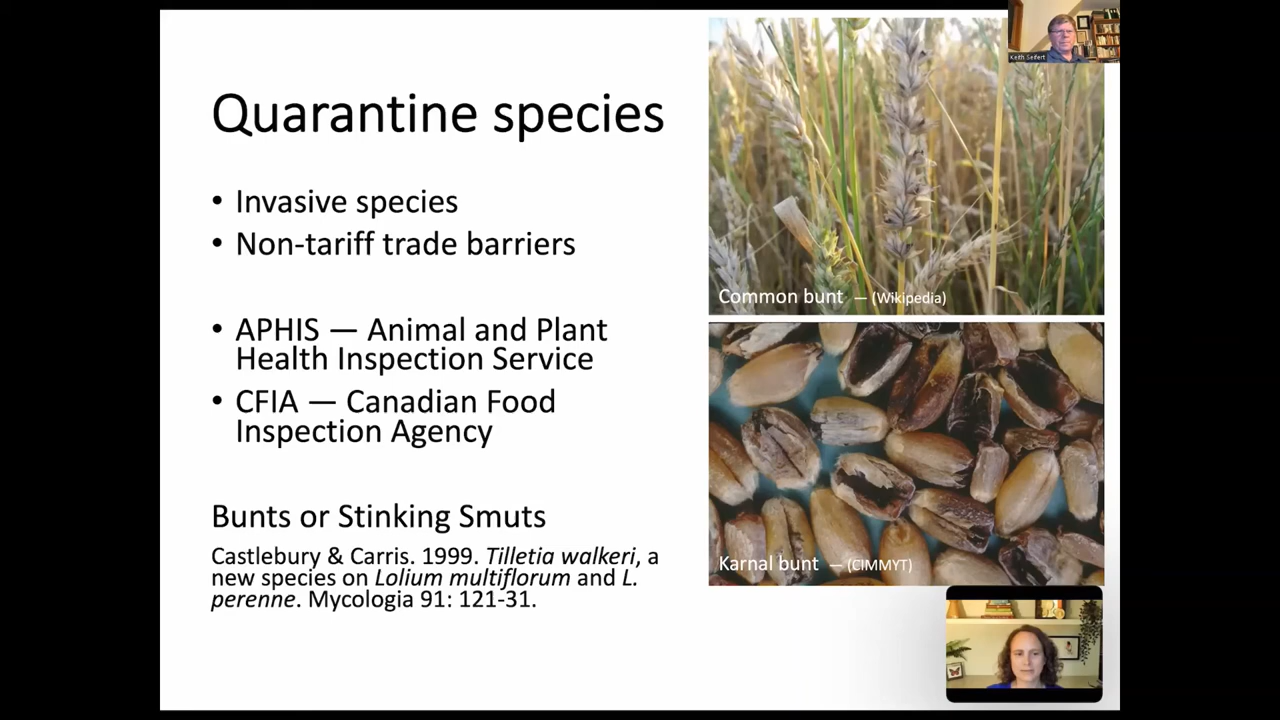 Quarantine species
• Invasive species
• Non-tariff trade barriers
• APHIS — Animal and Plant
Health Inspection Service
• CFIA — Canadian Food
Inspection Agency
Bunts or Stinking Smuts
Castlebury & Carris. 1999. Tilletia walkeri, a
new species on Lolium multiflorum and L.
perenne. Mycologia 91: 121-31.
Keith Seifert
Common bunt — (Wikipedia)
Karnal bunt — (CIMMYT)